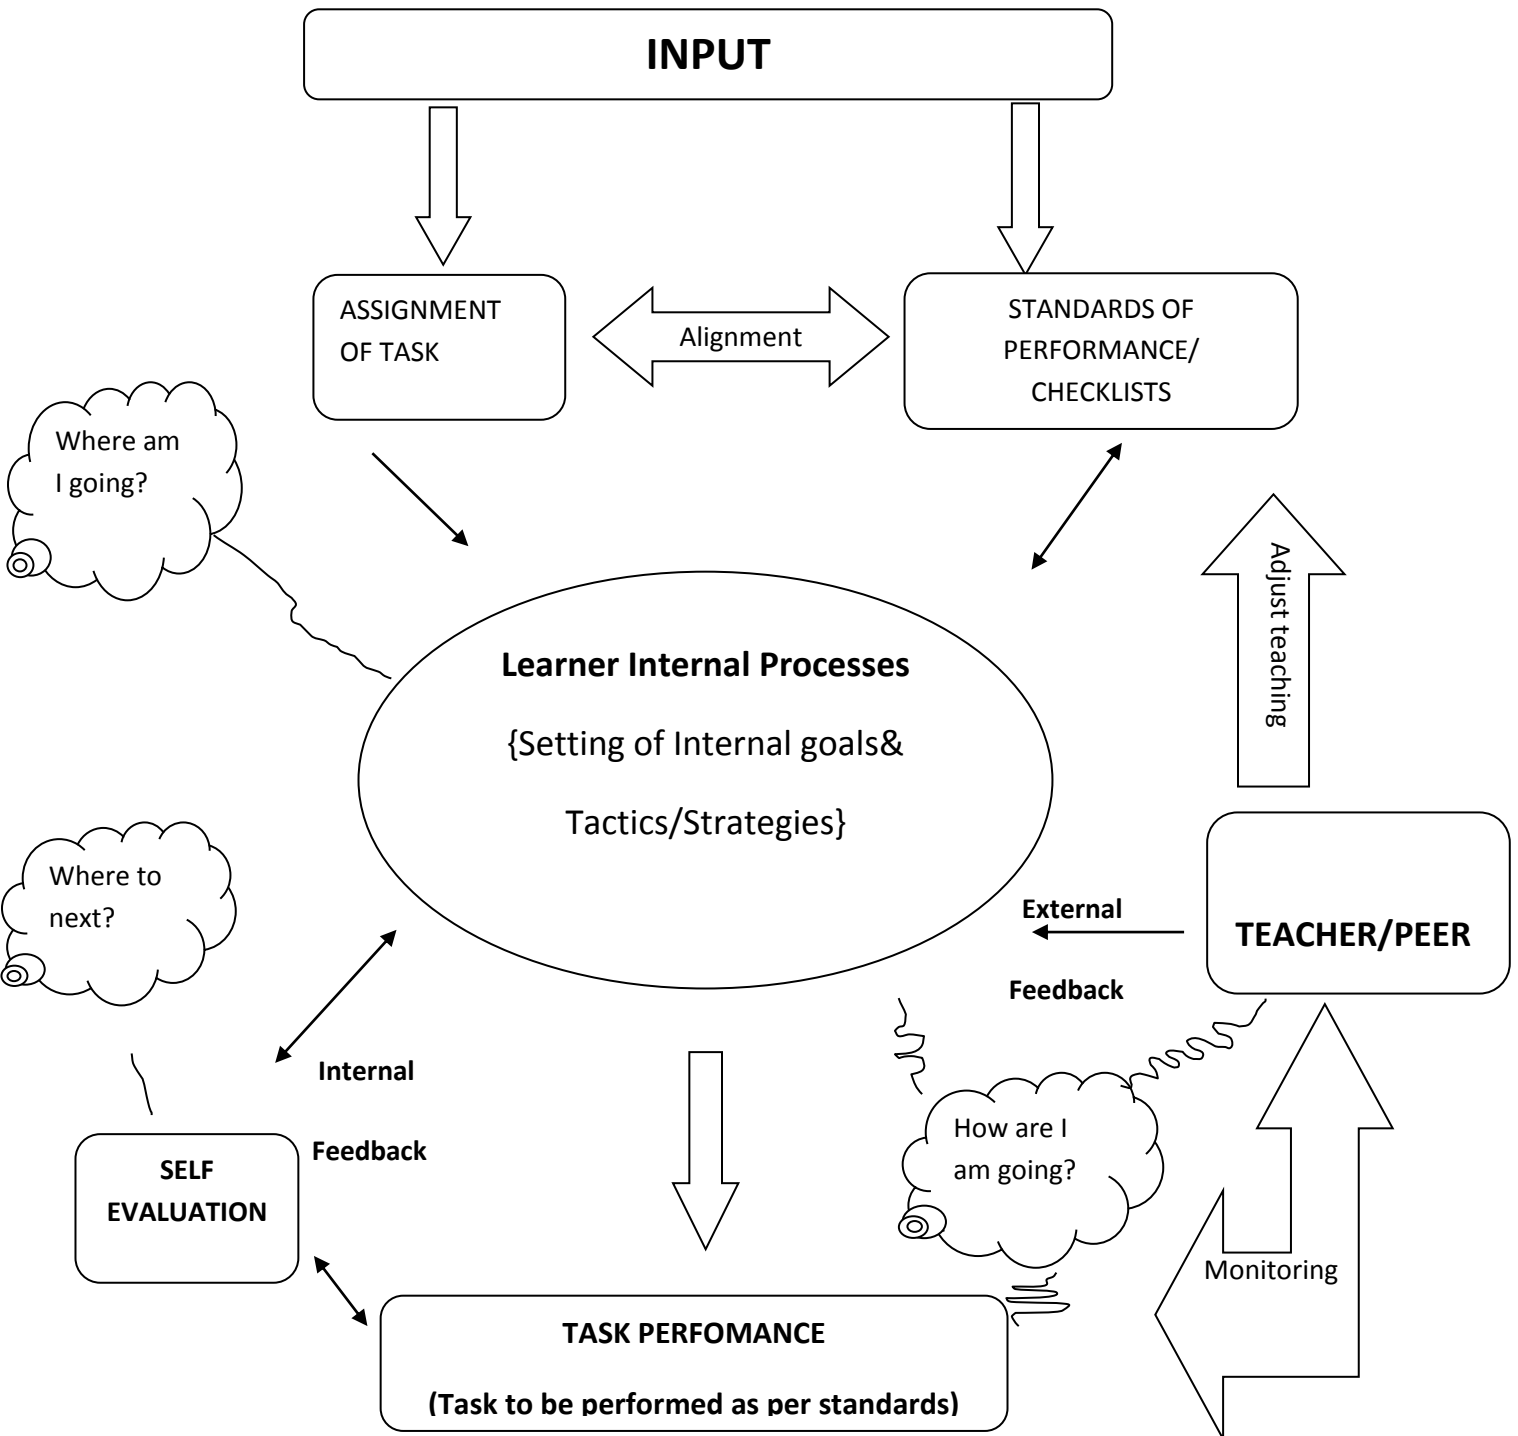 INPUT
ASSIGNMENT
OF TASK
Alignment
STANDARDS OF
PERFORMANCE/
CHECKLISTS
Where am
I going?
Adjust teaching
Learner Internal Processes
{Setting of Internal goals&
Tactics/Strategies}
Where to
next?
External
Feedback
TEACHER/PEER
Internal
Feedback
How are I
am going?
SELF
EVALUATION
Monitoring
TASK PERFOMANCE
(Task to be performed as per standards)